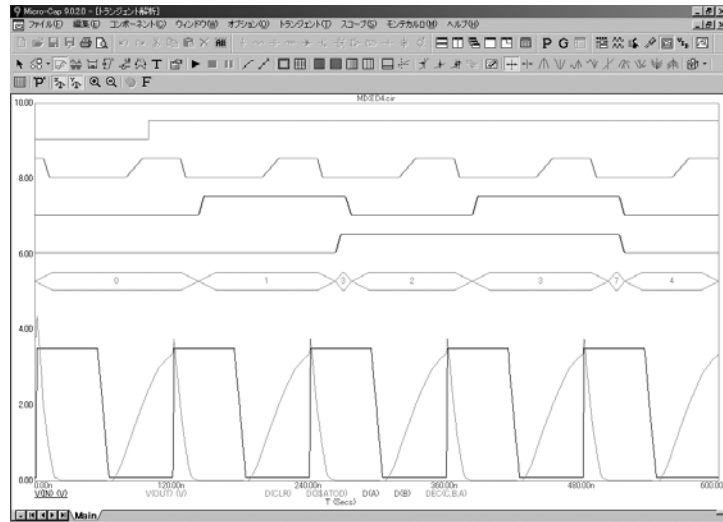 Micro-Cap 9.0.2.0 - [トランジェント解析]
ファイル(F) 編集(E) コンポーネント(C) ウィンドウ(W) オプション(O) トランジェント(T) スコープ(S) モンテカルロ(M) ヘルプ(H)
P G
T
P F
MIXED4.cir
10.00
8.00
6.00
0 1 3 2 3 7 4
4.00
2.00
0.00
0.00n 120.00n 240.00n 360.00n 480.00n 600.00n
V(IN) (V) V(OUT) (V) D(CLR) D(A) D(B) DEC(C,B,A)
T (Secs)
Main